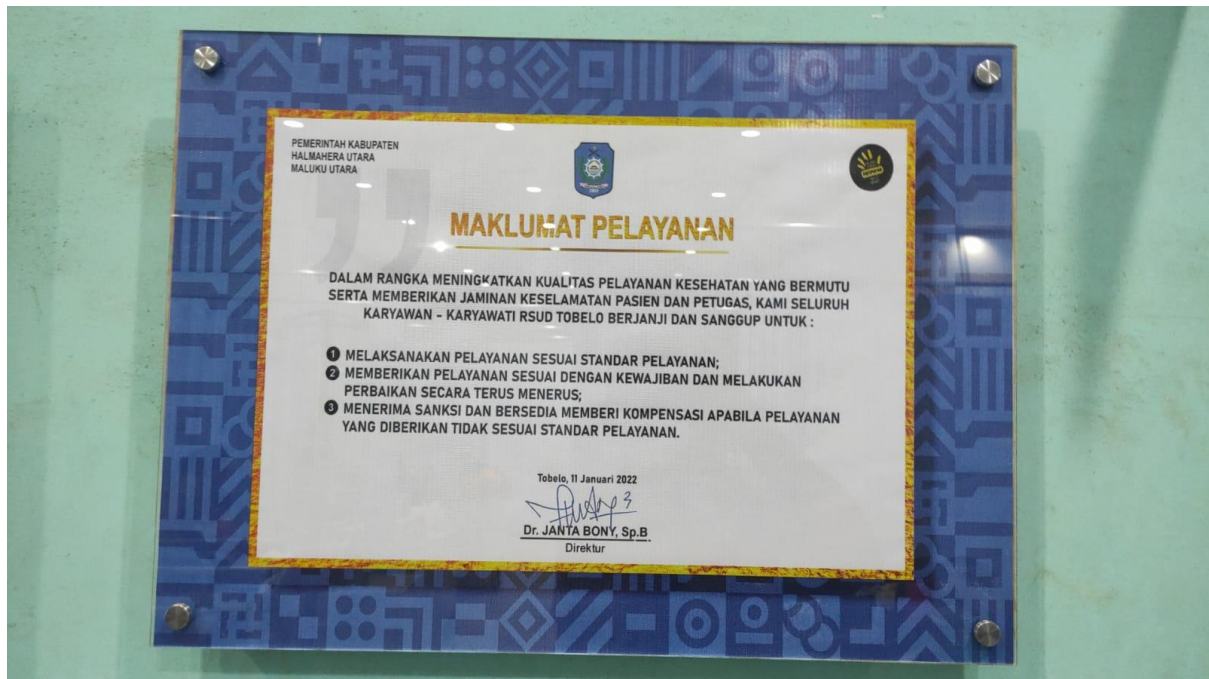 PEMERINTAH KABUPATEN
HALMAHERA UTARA
MALUKU UTARA
MAKLUMAT PELAYANAN
DALAM RANGKA MENINGKATKAN KUALITAS PELAYANAN KESEHATAN YANG BERMUTU
SERTA MEMBERIKAN JAMINAN KESELAMATAN PASIEN DAN PETUGAS, KAMI SELURUH
KARYAWAN - KARYAWATI RSUD TOBELO BERJANJI DAN SANGGUP UNTUK :
1 MELAKSANAKAN PELAYANAN SESUAI STANDAR PELAYANAN;
2 MEMBERIKAN PELAYANAN SESUAI DENGAN KEWAJIBAN DAN MELAKUKAN
PERBAIKAN SECARA TERUS MENERUS;
3 MENERIMA SANKSI DAN BERSEDIA MEMBERI KOMPENSASI APABILA PELAYANAN
YANG DIBERIKAN TIDAK SESUAI STANDAR PELAYANAN.
Tobelo, 11 Januari 2022
Dr. JANTA BONY, Sp.B
Direktur